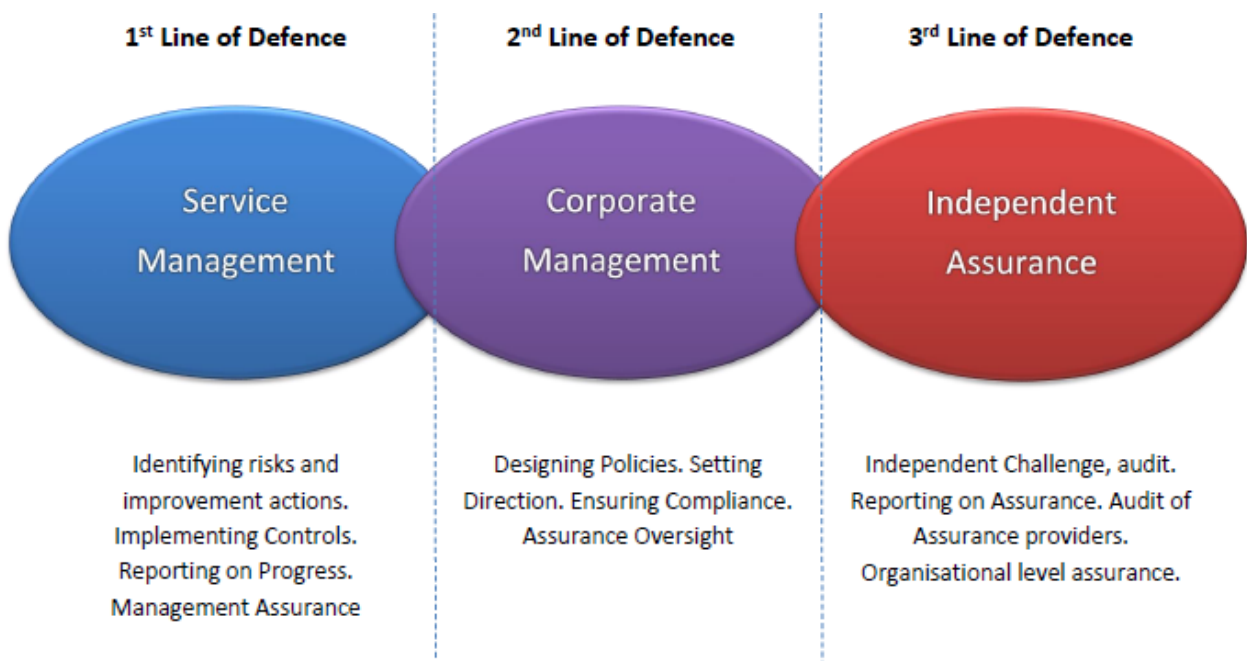 1st Line of Defence
2nd Line of Defence
3rd Line of Defence
Service
Management
Corporate
Management
Independent
Assurance
Identifying risks and
improvement actions.
Implementing Controls.
Reporting on Progress.
Management Assurance
Designing Policies. Setting
Direction. Ensuring Compliance.
Assurance Oversight
Independent Challenge, audit.
Reporting on Assurance. Audit of
Assurance providers.
Organisational level assurance.